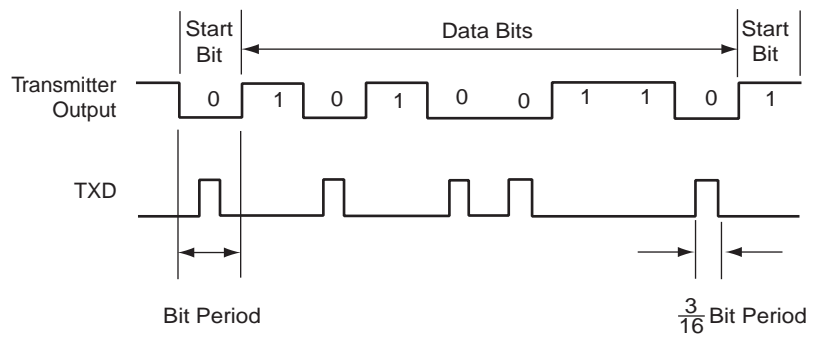 Start Bit
Data Bits
Start Bit
Transmitter Output
0 1 0 1 0 0 1 1 0 1
TXD
Bit Period
3/16 Bit Period